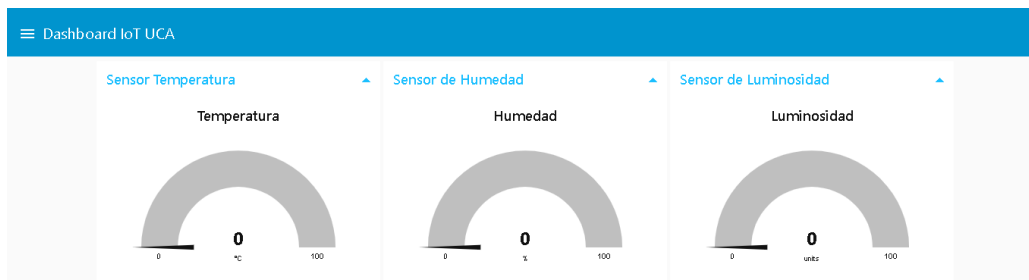 Dashboard IoT UCA
Sensor Temperatura
Temperatura
0
0
100
°C
Sensor de Humedad
Humedad
0
0
100
%
Sensor de Luminosidad
Luminosidad
0
0
100
units